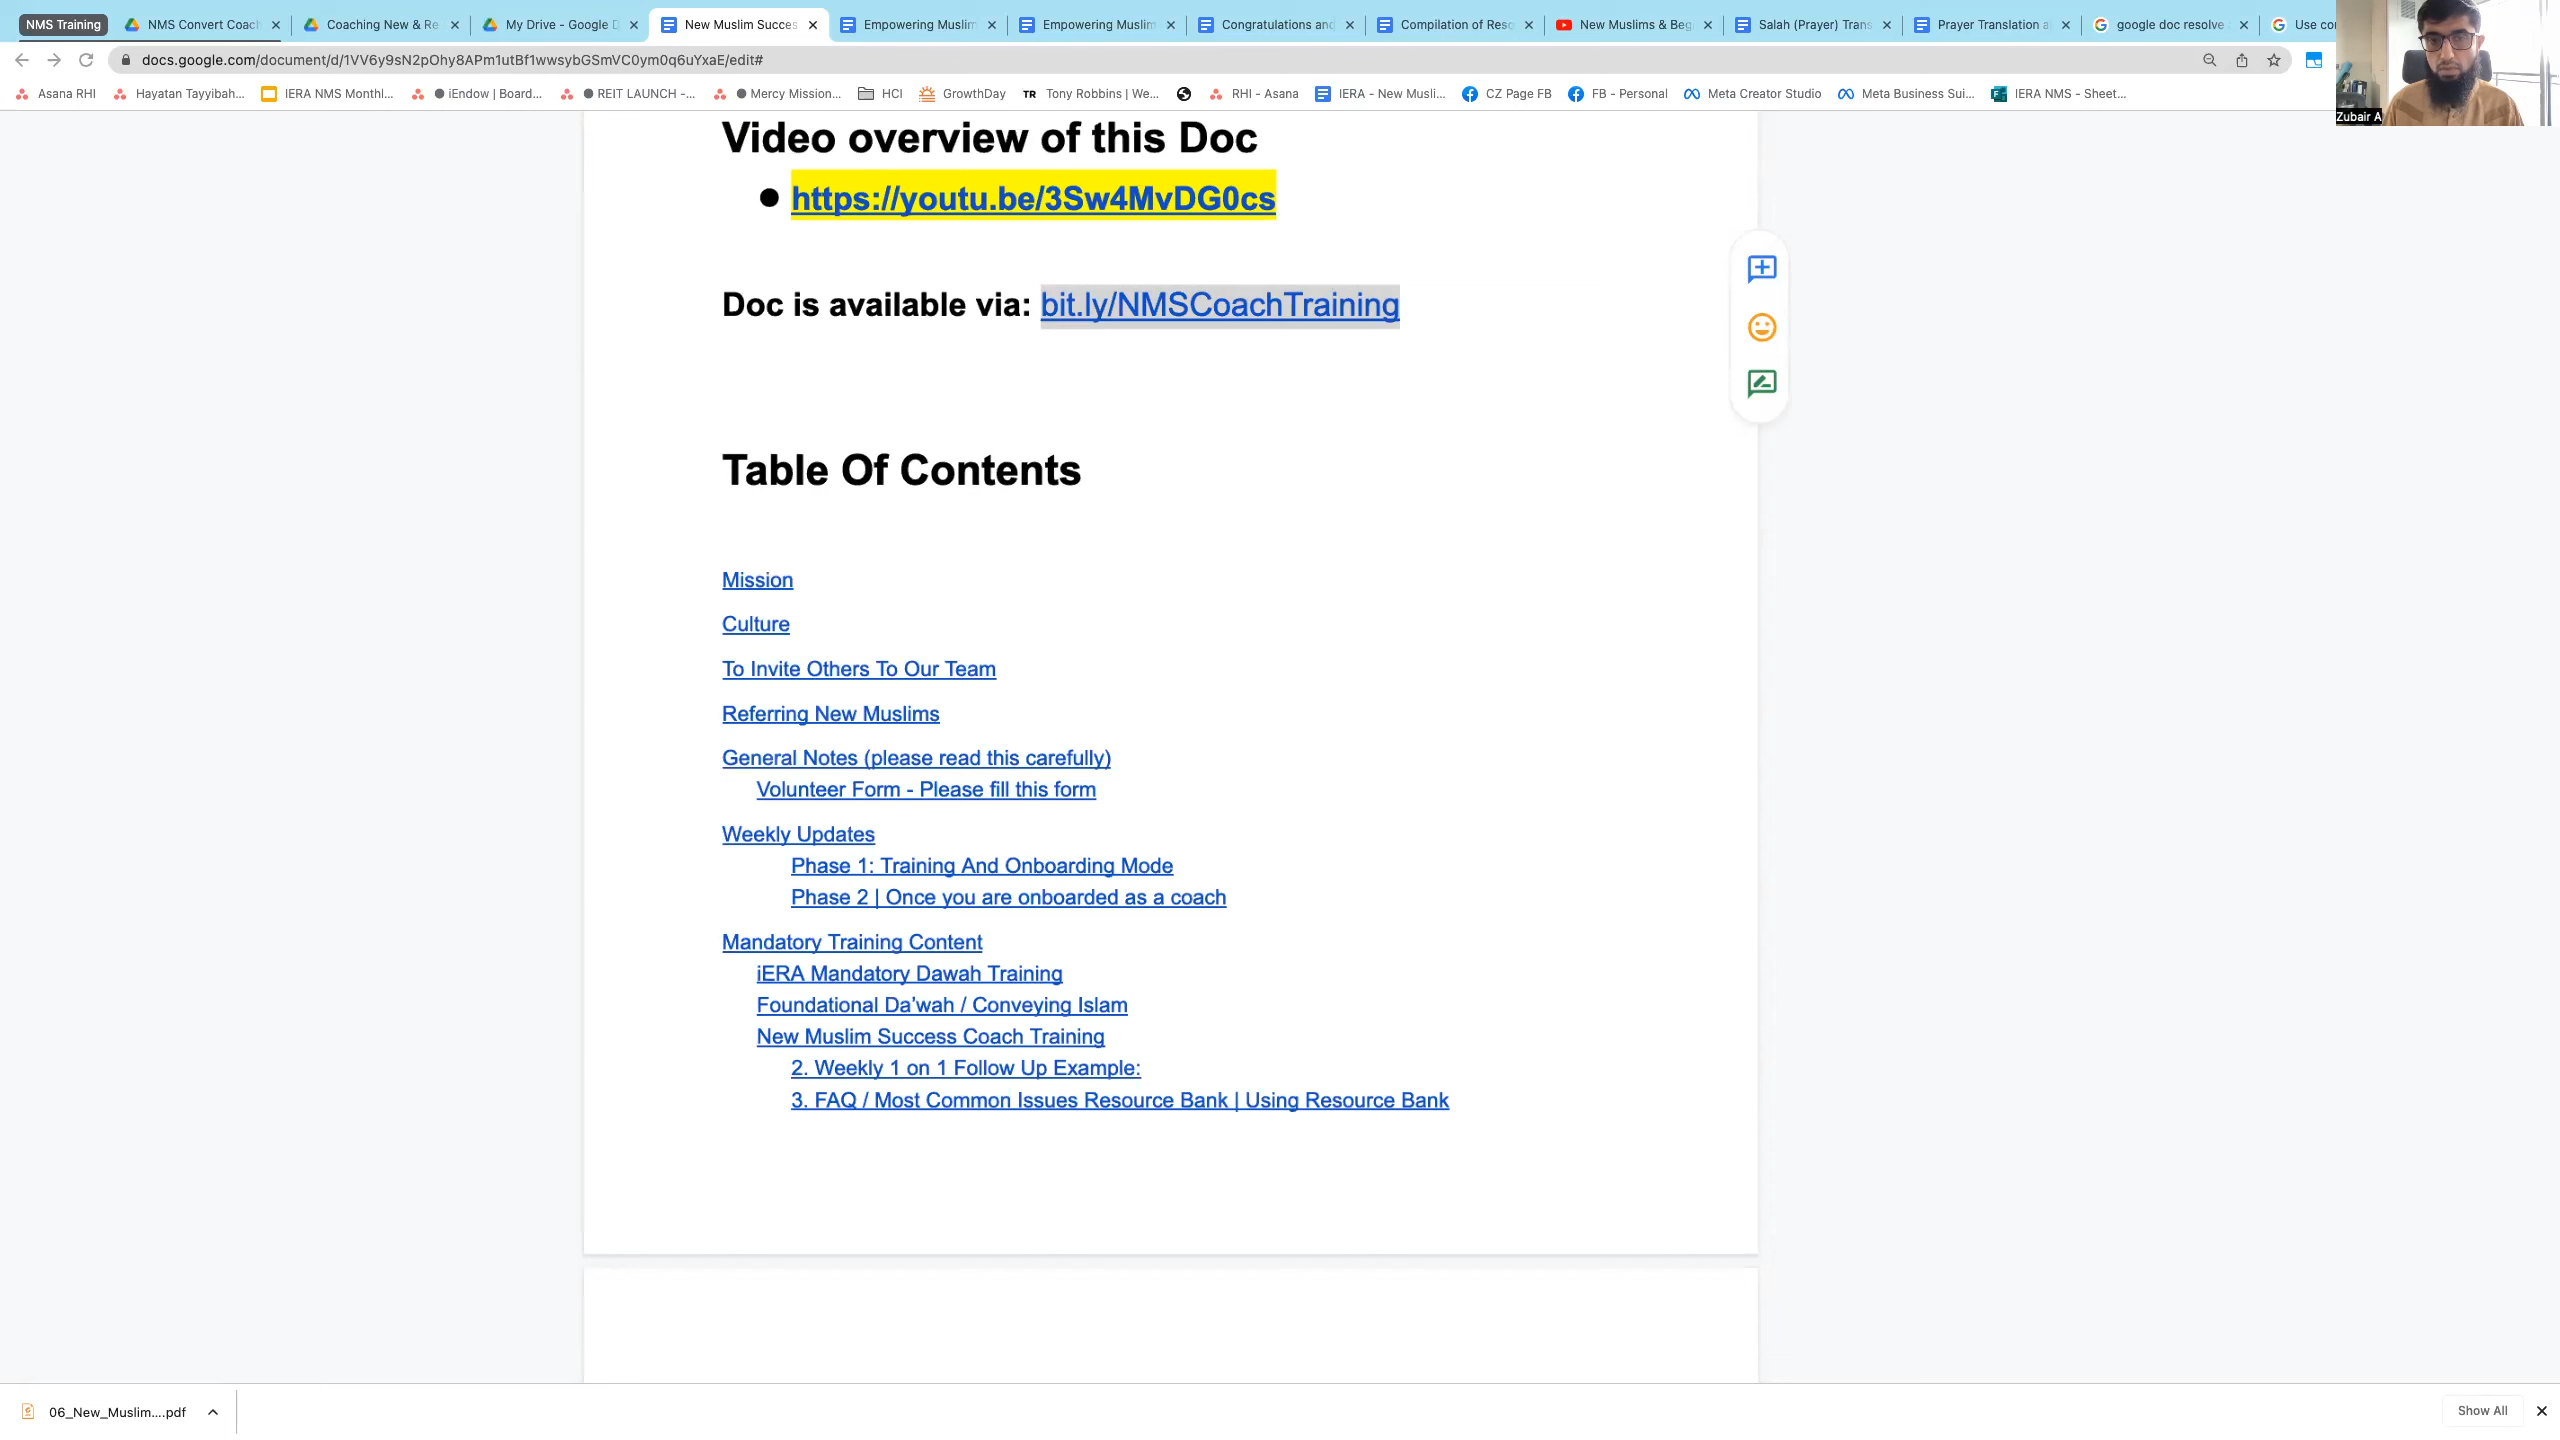 NMS Training
NMS Convert Coach
Coaching New & Re
My Drive - Google D
New Muslim Succes
Empowering Muslim
Empowering Muslim
Congratulations and
Compilation of Reso
New Muslims & Beg
Salah (Prayer) Trans
Prayer Translation a
google doc resolve
Use co
docs.google.com/document/d/1VV6y9sN2pOhy8APm1utBf1wwsybGSmVC0ym0q6uYxaE/edit#
Asana RHI
Hayatan Tayyibah...
IERA NMS Monthl...
iEndow | Board...
REIT LAUNCH -...
Mercy Mission...
HCI
GrowthDay
TR Tony Robbins | We...
RHI - Asana
IERA - New Musli...
CZ Page FB
FB - Personal
Meta Creator Studio
Meta Business Sui...
IERA NMS - Sheet...
Zubair A
Video overview of this Doc
https://youtu.be/3Sw4MvDG0cs
Doc is available via: bit.ly/NMSCoachTraining
Table Of Contents
Mission
Culture
To Invite Others To Our Team
Referring New Muslims
General Notes (please read this carefully)
Volunteer Form - Please fill this form
Weekly Updates
Phase 1: Training And Onboarding Mode
Phase 2 | Once you are onboarded as a coach
Mandatory Training Content
iERA Mandatory Dawah Training
Foundational Da’wah / Conveying Islam
New Muslim Success Coach Training
2. Weekly 1 on 1 Follow Up Example:
3. FAQ / Most Common Issues Resource Bank | Using Resource Bank
06_New_Muslim....pdf
Show All